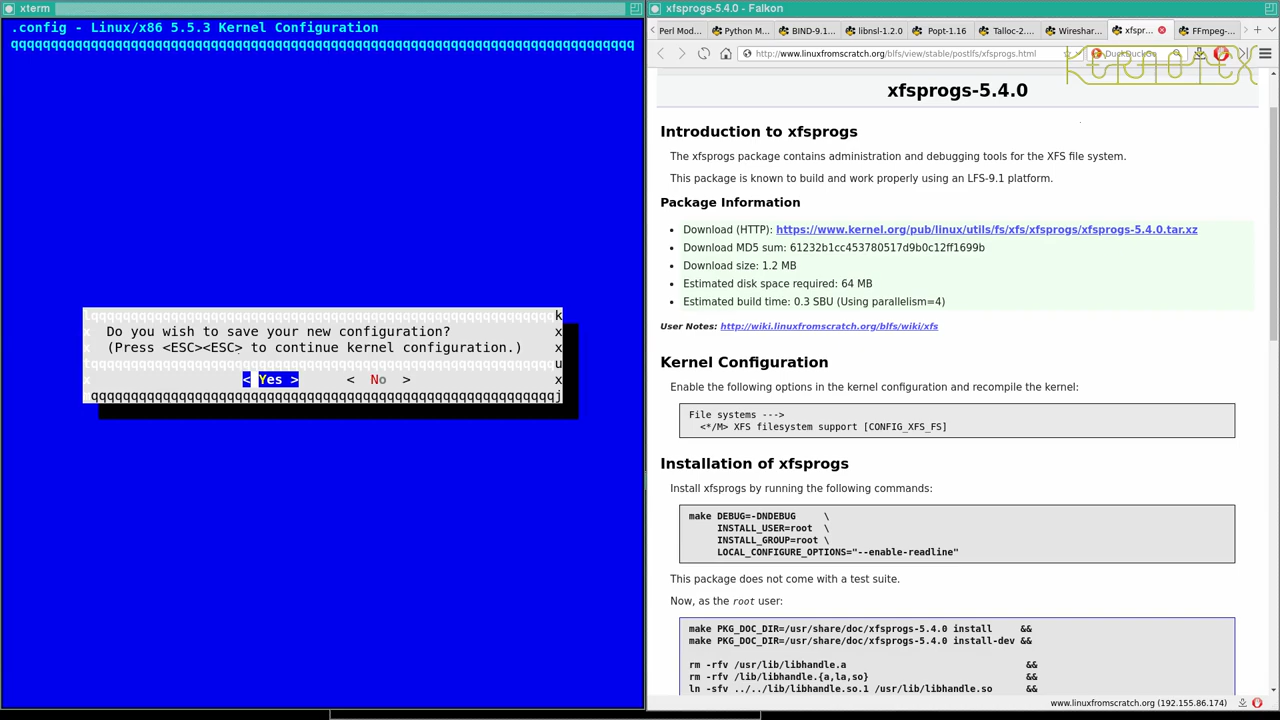 xterm
.config - Linux/x86 5.5.3 Kernel Configuration
qqqqqqqqqqqqqqqqqqqqqqqqqqqqqqqqqqqqqqqqqqqqqqqqqqqqqqqqqqqqqqqqqqqqqqqqqqqqqq
lqqqqqqqqqqqqqqqqqqqqqqqqqqqqqqqqqqqqqqqqqqqqqqqqqqqqqqqqqqk
x Do you wish to save your new configuration? x
x (Press <ESC><ESC> to continue kernel configuration.) x
tqqqqqqqqqqqqqqqqqqqqqqqqqqqqqqqqqqqqqqqqqqqqqqqqqqqqqqqqqqu
x < Yes > < No > x
qqqqqqqqqqqqqqqqqqqqqqqqqqqqqqqqqqqqqqqqqqqqqqqqqqqqqqqqqqj
xfsprogs-5.4.0 - Falkon
Perl Mod... Python M... BIND-9.1... libnsl-1.2.0 Popt-1.16 Talloc-2.... Wireshar... xfspr... FFmpeg-...
http://www.linuxfromscratch.org/blfs/view/stable/postlfs/xfsprogs.html DuckDuckGo
KERNOTEX
xfsprogs-5.4.0
Introduction to xfsprogs
The xfsprogs package contains administration and debugging tools for the XFS file system.
This package is known to build and work properly using an LFS-9.1 platform.
Package Information
• Download (HTTP): https://www.kernel.org/pub/linux/utils/fs/xfs/xfsprogs/xfsprogs-5.4.0.tar.xz
• Download MD5 sum: 61232b1cc453780517d9b0c12ff1699b
• Download size: 1.2 MB
• Estimated disk space required: 64 MB
• Estimated build time: 0.3 SBU (Using parallelism=4)
User Notes: http://wiki.linuxfromscratch.org/blfs/wiki/xfs
Kernel Configuration
Enable the following options in the kernel configuration and recompile the kernel:
File systems --->
<*/M> XFS filesystem support [CONFIG_XFS_FS]
Installation of xfsprogs
Install xfsprogs by running the following commands:
make DEBUG=-DNDEBUG \
INSTALL_USER=root \
INSTALL_GROUP=root \
LOCAL_CONFIGURE_OPTIONS="--enable-readline"
This package does not come with a test suite.
Now, as the root user:
make PKG_DOC_DIR=/usr/share/doc/xfsprogs-5.4.0 install &&
make PKG_DOC_DIR=/usr/share/doc/xfsprogs-5.4.0 install-dev &&
rm -rfv /usr/lib/libhandle.a &&
rm -rfv /lib/libhandle.{a,la,so} &&
ln -sfv ../../lib/libhandle.so.1 /usr/lib/libhandle.so &&
www.linuxfromscratch.org (192.155.86.174)